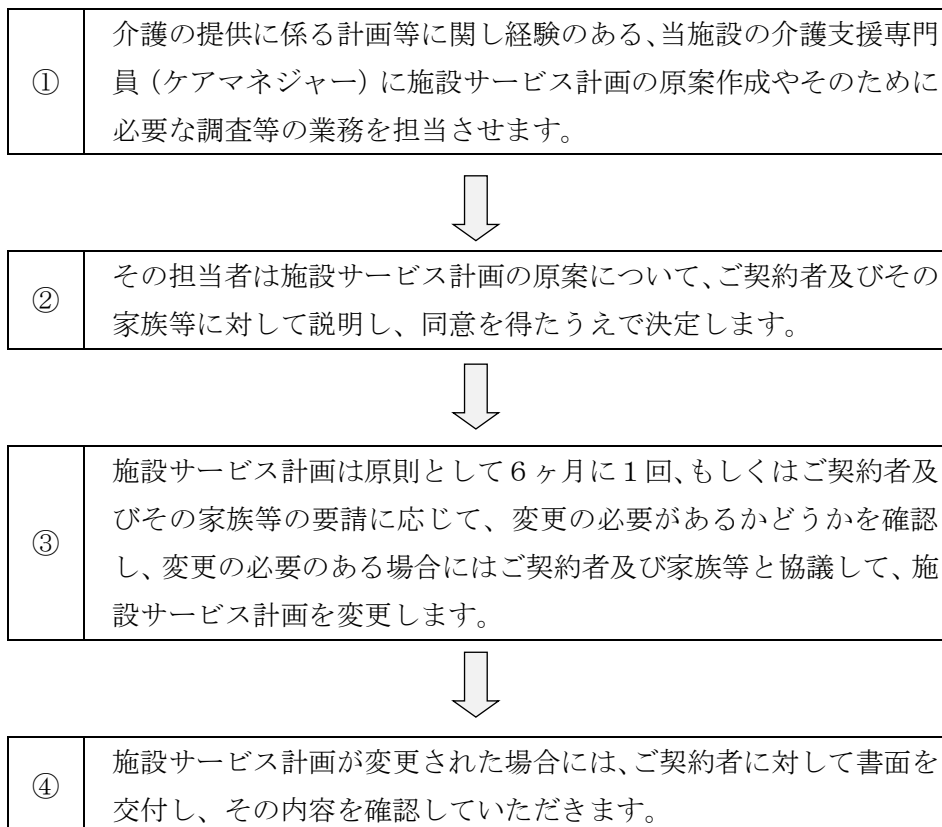 ①
介護の提供に係る計画等に関し経験のある、当施設の介護支援専門
員（ケアマネジャー）に施設サービス計画の原案作成やそのために
必要な調査等の業務を担当させます。
②
その担当者は施設サービス計画の原案について、ご契約者及びその
家族等に対して説明し、同意を得たうえで決定します。
③
施設サービス計画は原則として６ヶ月に１回、もしくはご契約者及
びその家族等の要請に応じて、変更の必要があるかどうかを確認
し、変更の必要のある場合にはご契約者及び家族等と協議して、施
設サービス計画を変更します。
④
施設サービス計画が変更された場合には、ご契約者に対して書面を
交付し、その内容を確認していただきます。